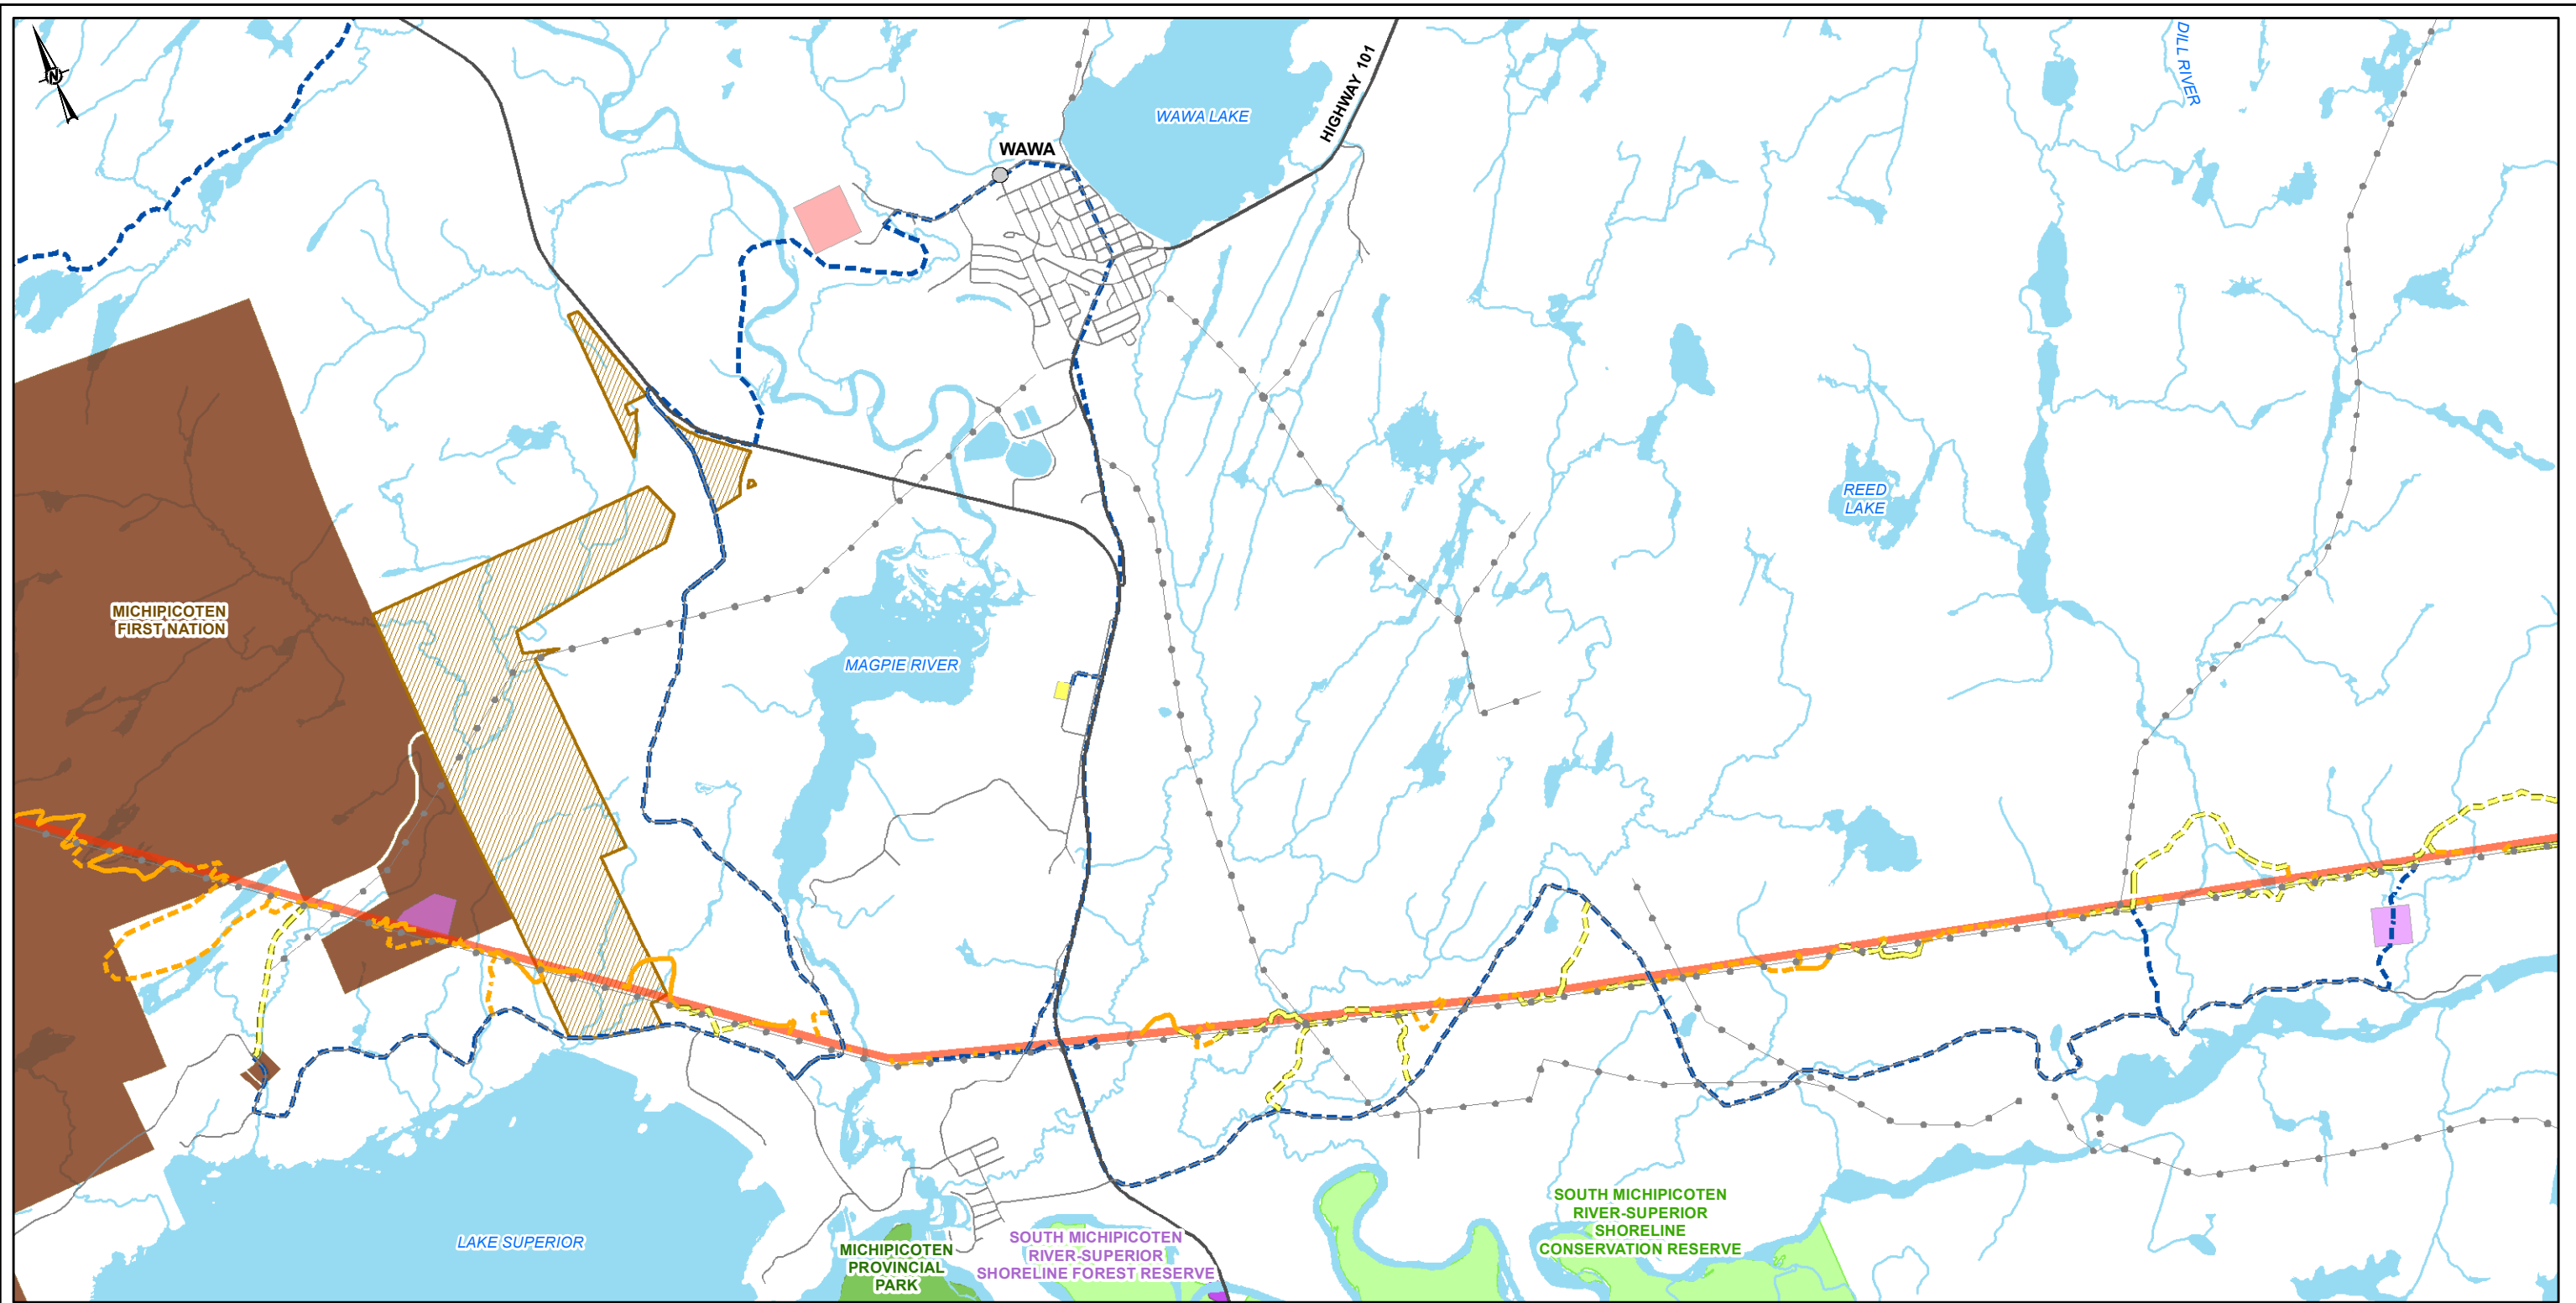 N
DILL RIVER
HIGHWAY 101
WAWA LAKE
WAWA
REED
LAKE
MICHIPICOTEN
FIRST NATION
MAGPIE RIVER
LAKE SUPERIOR
MICHIPICOTEN
PROVINCIAL
PARK
SOUTH MICHIPICOTEN
RIVER-SUPERIOR
SHORELINE FOREST RESERVE
SOUTH MICHIPICOTEN
RIVER-SUPERIOR
SHORELINE
CONSERVATION RESERVE